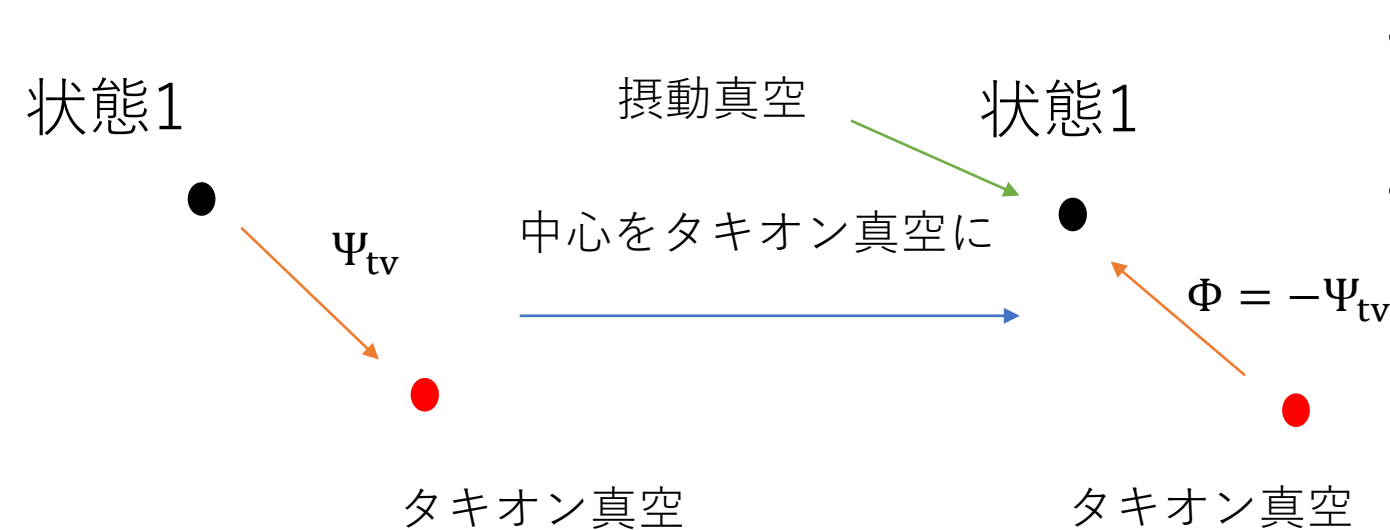 状態1
摂動真空
状態1
Ψtv
中心をタキオン真空に
Φ = −Ψtv
タキオン真空
タキオン真空